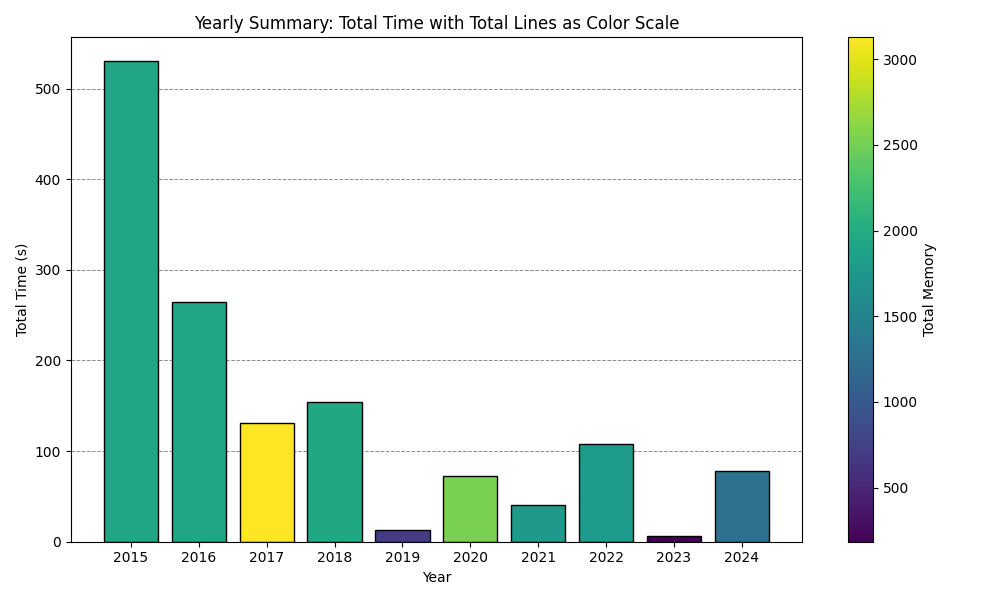 Yearly Summary: Total Time with Total Lines as Color Scale
Total Time (s)
500
400
300
200
100
0
2015 2016 2017 2018 2019 2020 2021 2022 2023 2024
Year
3000
2500
2000
1500
1000
500
Total Memory